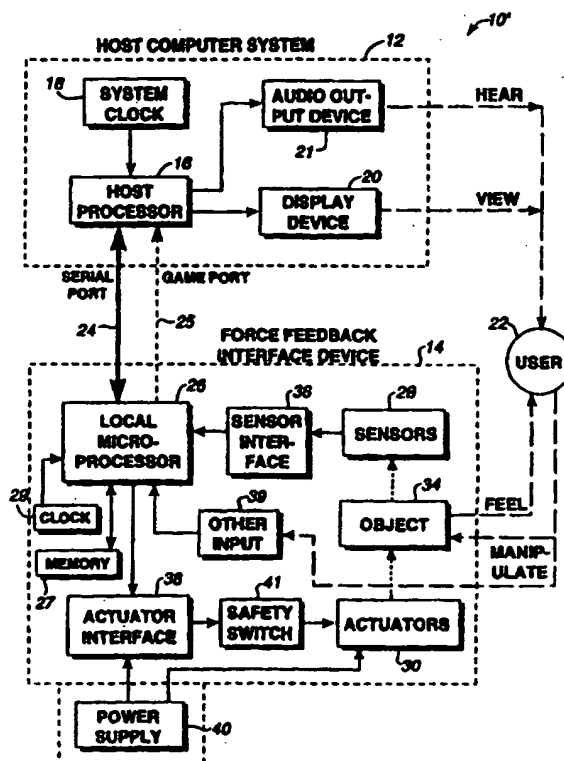 10'
HOST COMPUTER SYSTEM
12
18
SYSTEM
CLOCK
AUDIO OUT-
PUT DEVICE
21
HEAR
16
HOST
PROCESSOR
20
DISPLAY
DEVICE
VIEW
SERIAL
PORT
GAME PORT
24
25
FORCE FEEDBACK
INTERFACE DEVICE
14
22
USER
26
LOCAL
MICRO-
PROCESSOR
36
SENSOR
INTER-
FACE
28
SENSORS
29
CLOCK
39
OTHER
INPUT
34
OBJECT
FEEL
MEMORY
27
MANIP-
ULATE
38
ACTUATOR
INTERFACE
41
SAFETY
SWITCH
ACTUATORS
30
POWER
SUPPLY
40